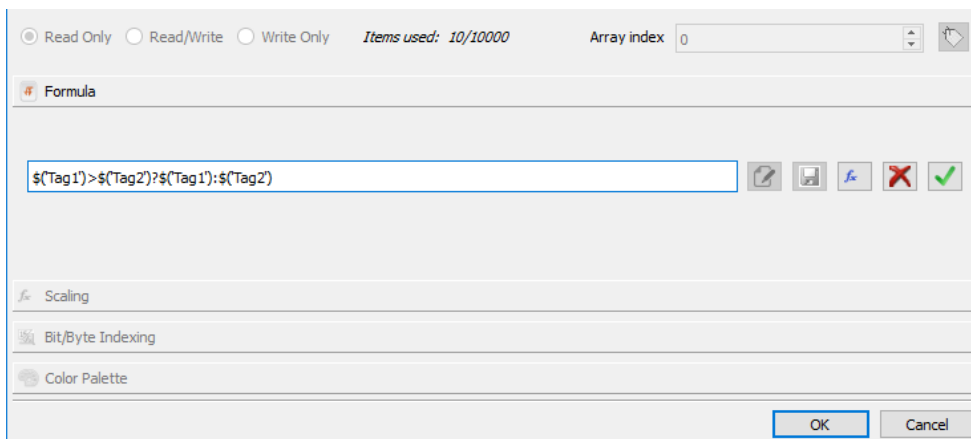 Read Only Read/Write Write Only Items used: 10/10000 Array index 0
Formula
$('Tag1')>$('Tag2')?$('Tag1'):$('Tag2')
Scaling
Bit/Byte Indexing
Color Palette
OK Cancel